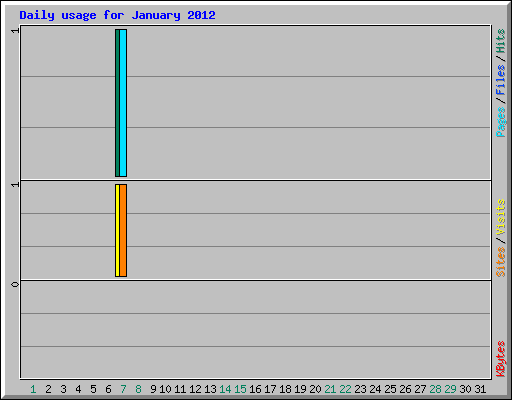 Daily usage for January 2012
1
Pages / Files / Hits
1
Sites / Visits
0
KBytes
1 2 3 4 5 6 7 8 9 10 11 12 13 14 15 16 17 18 19 20 21 22 23 24 25 26 27 28 29 30 31